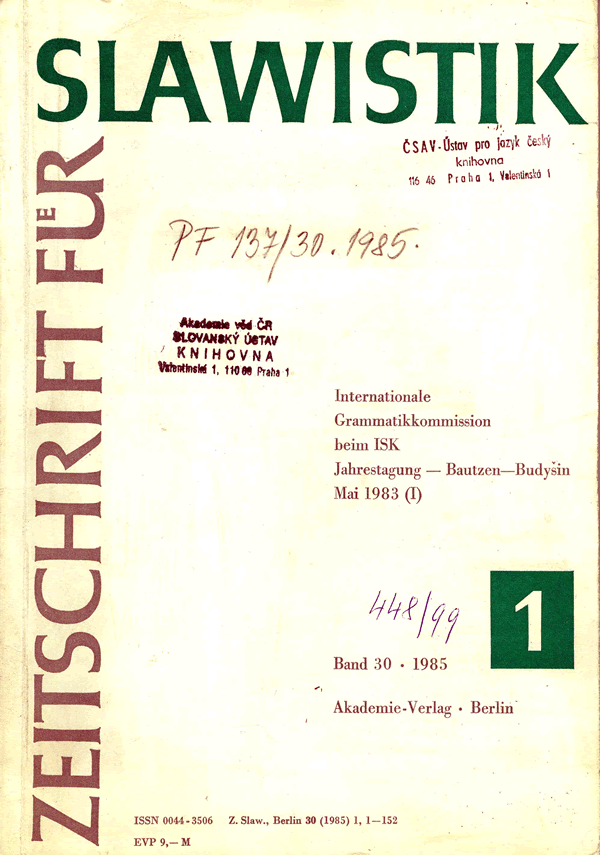 ZEITSCHRIFT FÜR
SLAWISTIK
ČSAV-Ústav pro jazyk český
knihovna
116 46 Praha 1, Valentinská 1
PF 137/30. 1985.
Akademie věd ČR
SLOVANSKÝ ÚSTAV
KNIHOVNA
Valentinská 1, 110 00 Praha 1
Internationale
Grammatikkommission
beim ISK
Jahrestagung — Bautzen—Budyšin
Mai 1983 (I)
448/99
1
Band 30 · 1985
Akademie-Verlag · Berlin
ISSN 0044-3506 Z. Slaw., Berlin 30 (1985) 1, 1—152
EVP 9,— M